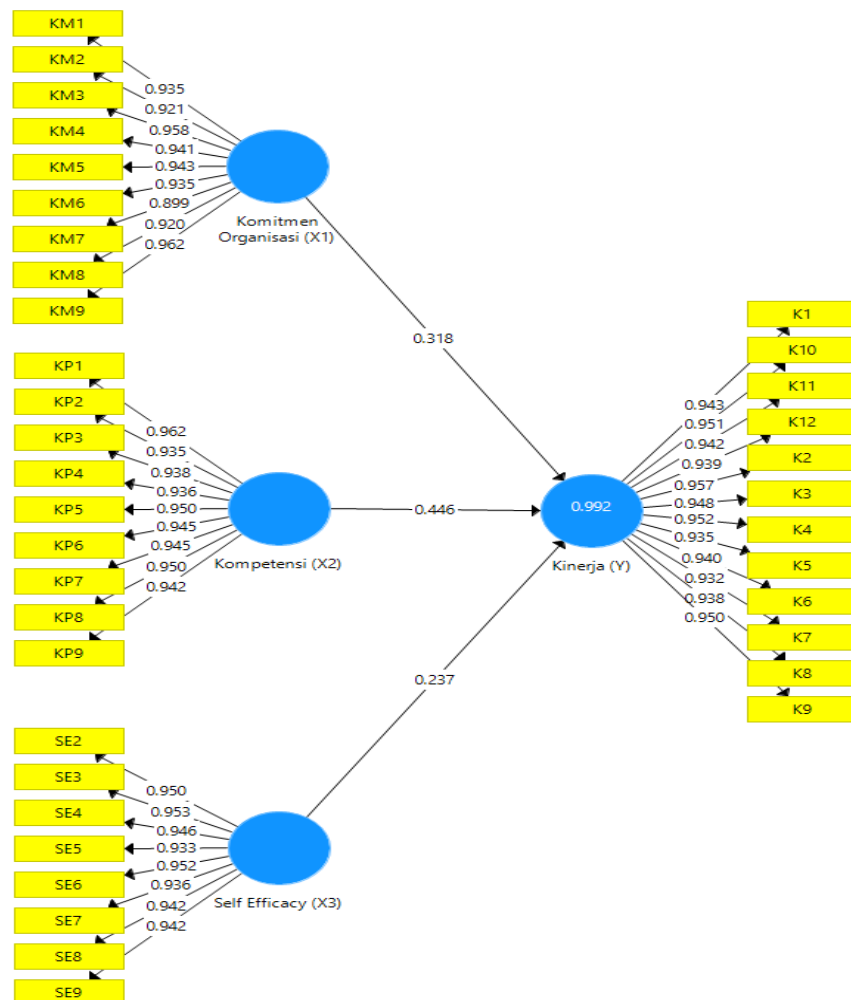 KM1
KM2
KM3
KM4
KM5
KM6
KM7
KM8
KM9
0.935
0.921
0.958
0.941
0.943
0.935
0.899
0.920
0.962
Komitmen
Organisasi (X1)
0.318
KP1
KP2
KP3
KP4
KP5
KP6
KP7
KP8
KP9
0.962
0.935
0.938
0.936
0.950
0.945
0.945
0.950
0.942
Kompetensi (X2)
0.446
SE2
SE3
SE4
SE5
SE6
SE7
SE8
SE9
0.950
0.953
0.946
0.933
0.952
0.936
0.942
0.942
Self Efficacy (X3)
0.237
0.992
Kinerja (Y)
0.943
0.951
0.942
0.939
0.957
0.948
0.952
0.935
0.940
0.932
0.938
0.950
K1
K10
K11
K12
K2
K3
K4
K5
K6
K7
K8
K9